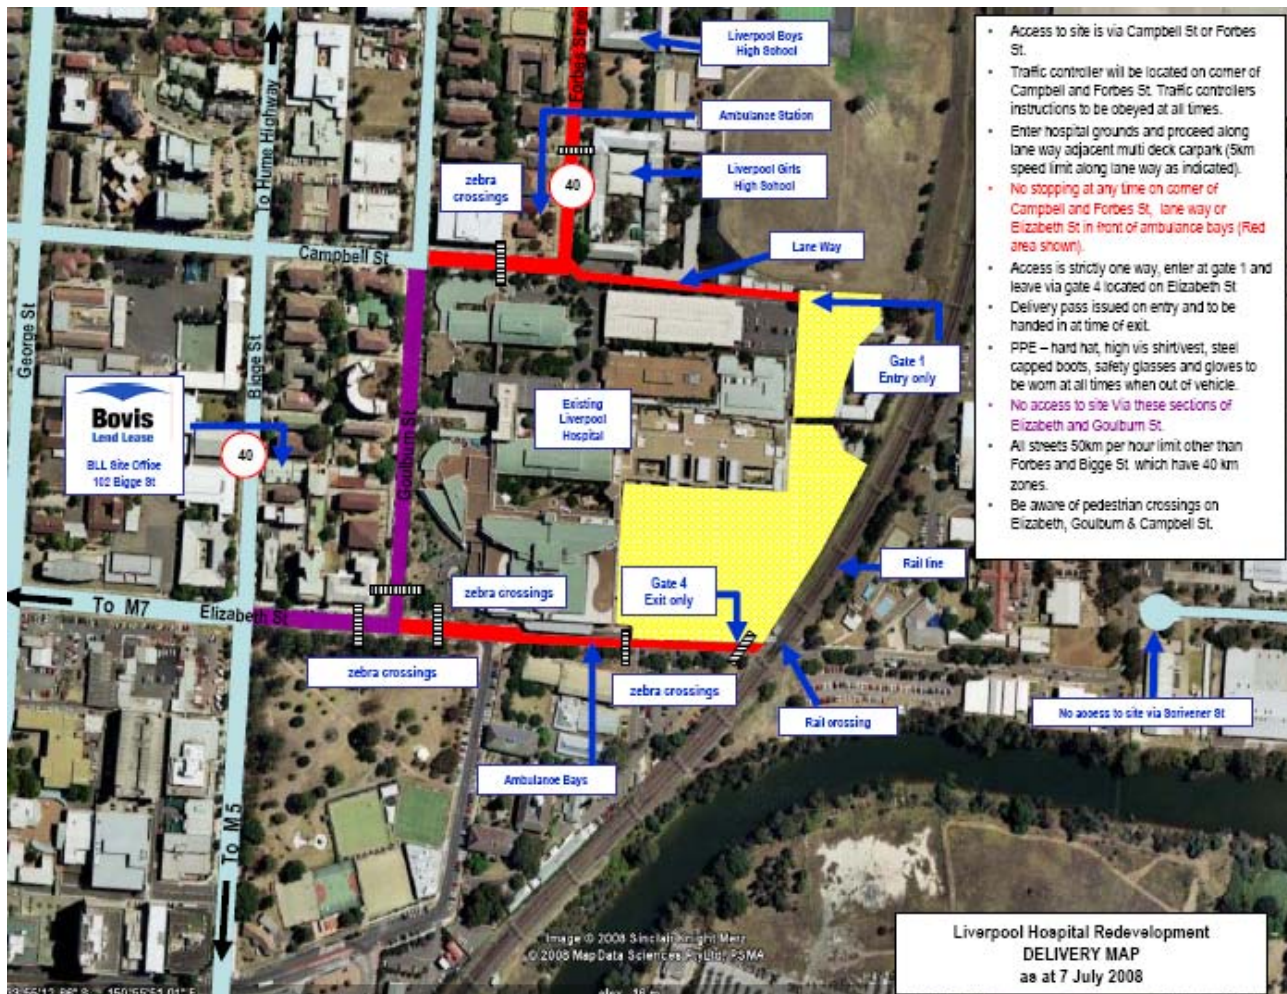 Liverpool Boys
High School
Forbes St
To Hume Highway
Ambulance Station
zebra
crossings
40
Liverpool Girls
High School
Lane Way
Campbell St
George St
Bigge St
Goulburn St
Gate 1
Entry only
Existing
Liverpool
Hospital
Bovis
Lend Lease
BLL Site Office
102 Bigge St
40
Rail line
Gate 4
Exit only
zebra crossings
To M7
Elizabeth St
zebra crossings
zebra crossings
Rail crossing
No access to site via Scrivener St
Ambulance Bays
To M5
• Access to site is via Campbell St or Forbes
St.
• Traffic controller will be located on corner of
Campbell and Forbes St. Traffic controllers
instructions to be obeyed at all times.
• Enter hospital grounds and proceed along
lane way adjacent multi deck carpark (5km
speed limit along lane way as indicated).
• No stopping at any time on corner of
Campbell and Forbes St, lane way or
Elizabeth St in front of ambulance bays (Red
area shown).
• Access is strictly one way, enter at gate 1 and
leave via gate 4 located on Elizabeth St
• Delivery pass issued on entry and to be
handed in at time of exit.
• PPE – hard hat, high vis shirt/vest, steel
capped boots, safety glasses and gloves to
be worn at all times when out of vehicle.
• No access to site Via these sections of
Elizabeth and Goulburn St.
• All streets 50km per hour limit other than
Forbes and Bigge St which have 40 km
zones.
• Be aware of pedestrian crossings on
Elizabeth, Goulburn & Campbell St.
Image © 2008 Sinclair Knight Merz
© 2008 MapData Sciences PtyLtd, PSMA
Liverpool Hospital Redevelopment
DELIVERY MAP
as at 7 July 2008